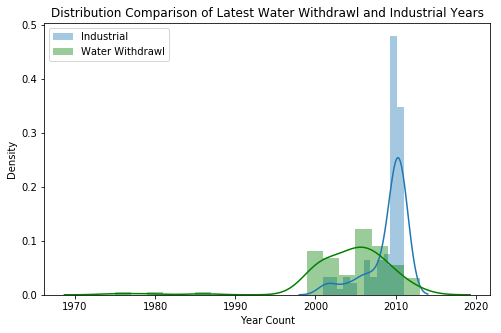 Distribution Comparison of Latest Water Withdrawl and Industrial Years
Industrial
Water Withdrawl
0.5
0.4
0.3
0.2
0.1
0.0
Density
1970 1980 1990 2000 2010 2020
Year Count